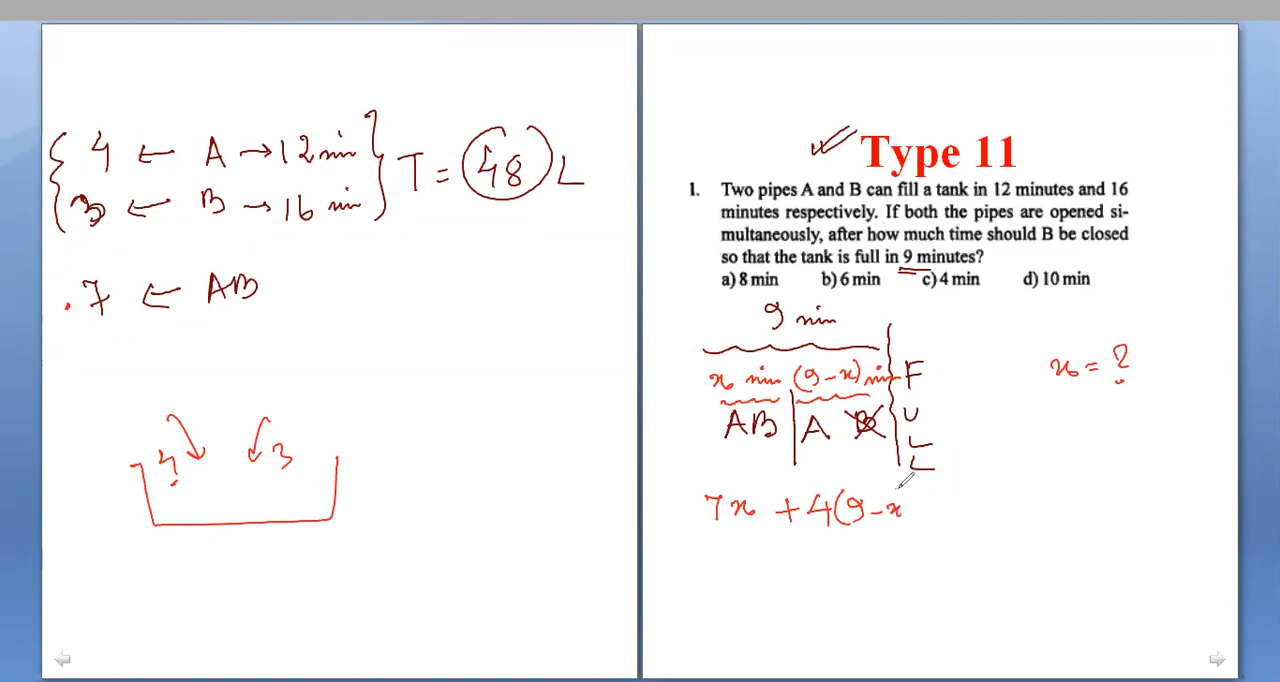 4 ← A → 12 min
3 ← B → 16 min
T = 48 L
7 ← AB
4 3
Type 11
1. Two pipes A and B can fill a tank in 12 minutes and 16
minutes respectively. If both the pipes are opened si-
multaneously, after how much time should B be closed
so that the tank is full in 9 minutes?
a) 8 min b) 6 min c) 4 min d) 10 min
9 min
x min (9-x) min
AB A B
FULL
x = ?
7x + 4(9-x